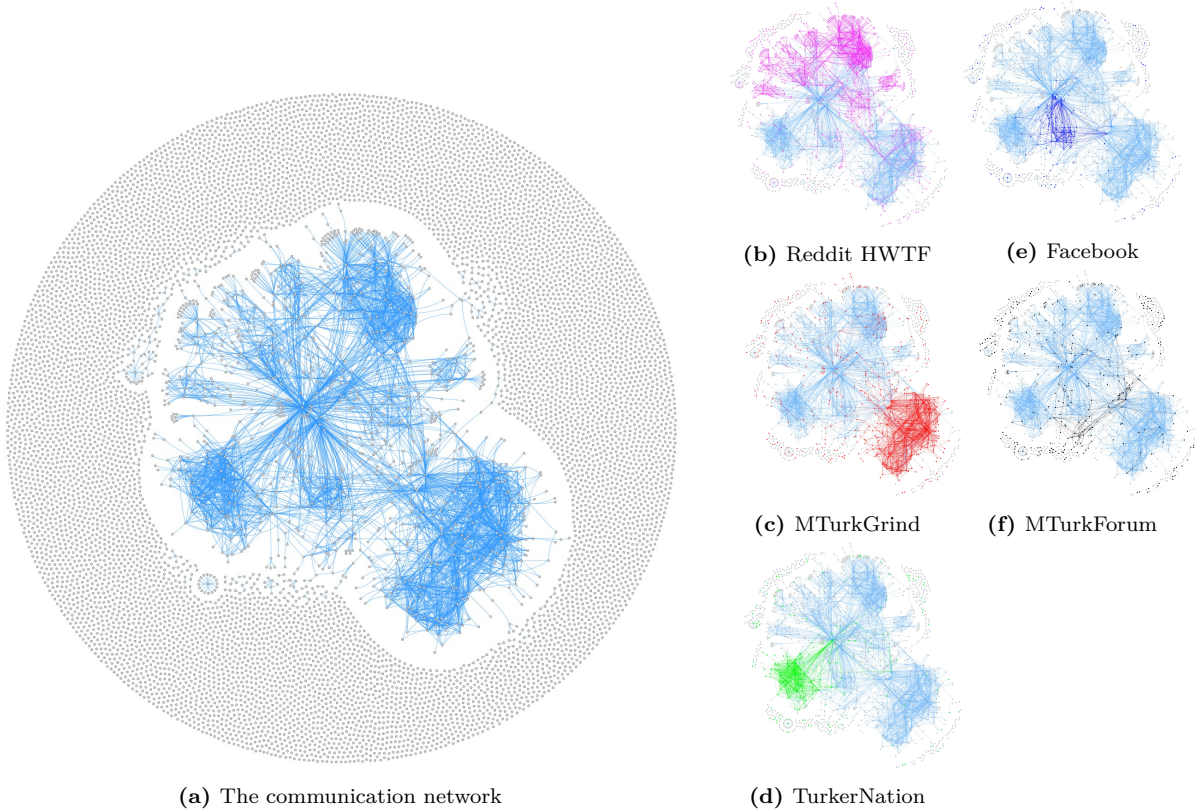 (a) The communication network
(b) Reddit HWTF
(c) MTurkGrind
(d) TurkerNation
(e) Facebook
(f) MTurkForum